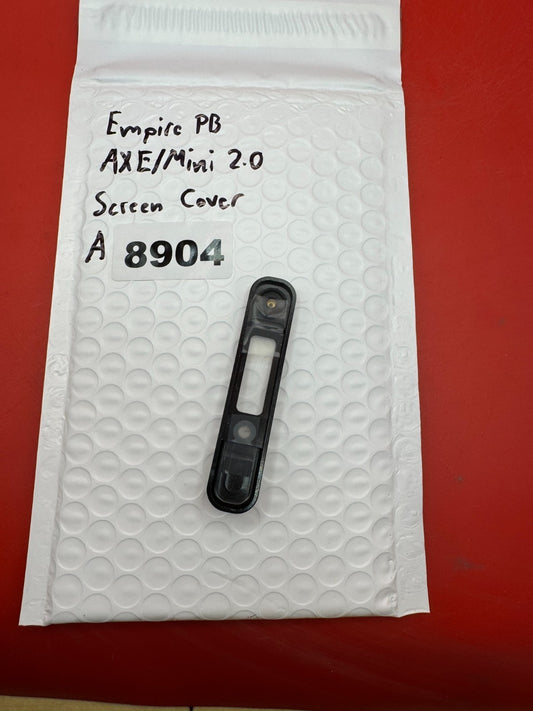 Empire PB
AXE/Mini 2.0
Screen Cover
A 8904